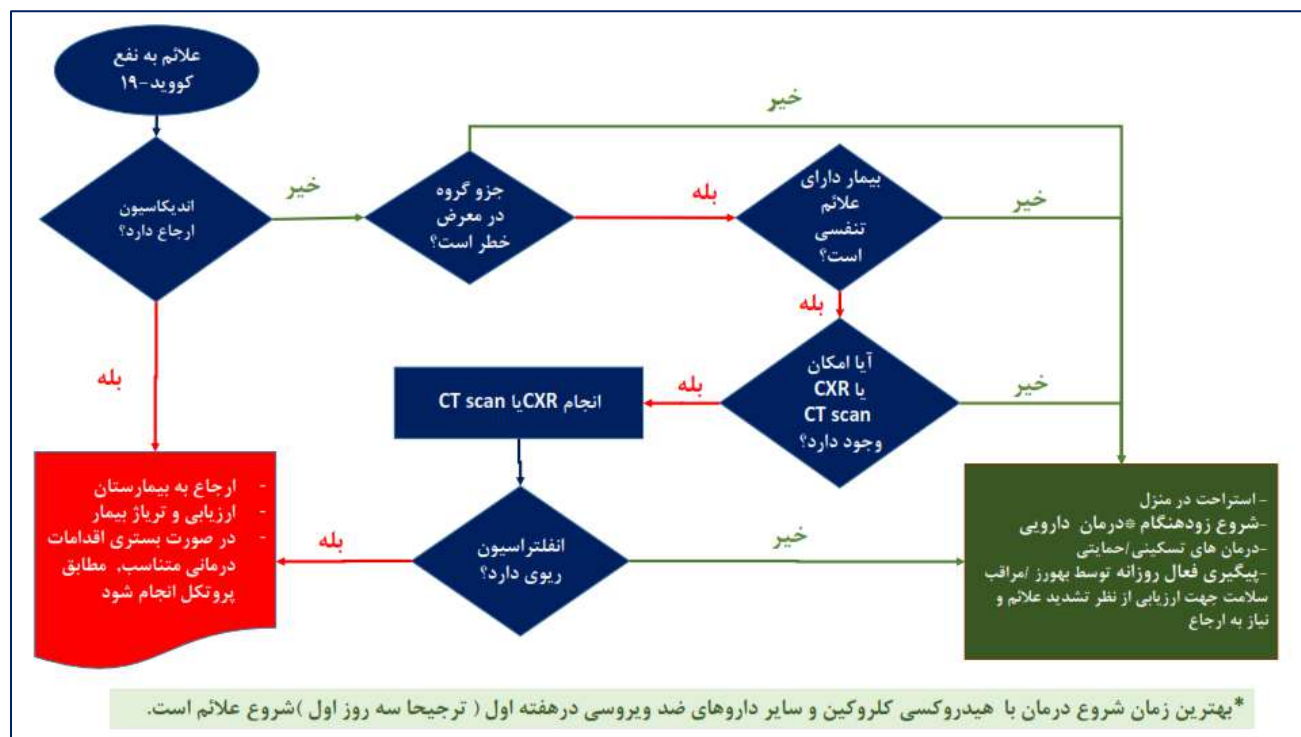 علائم به نفع
کووید-۱۹
اندیکاسیون
ارجاع دارد؟
خیر
بله
جزو گروه
در معرض
خطر است؟
خیر
بله
بیمار دارای
علائم
تنفسی
است؟
خیر
بله
آیا امکان
CXR یا
CT scan
وجود دارد؟
خیر
بله
انجام CXRیا CT scan
انفلتراسیون
ریوی دارد؟
بله
خیر
- ارجاع به بیمارستان
- ارزیابی و تریاژ بیمار
- در صورت بستری اقدامات
درمانی متناسب، مطابق
پروتکل انجام شود
-استراحت در منزل
-شروع زودهنگام *درمان دارویی
-درمان های تسکینی/حمایتی
-پیگیری فعال روزانه توسط بهورز /مراقب
سلامت جهت ارزیابی از نظر تشدید علائم و
نیاز به ارجاع
*بهترین زمان شروع درمان با هیدروکسی کلروکین و سایر داروهای ضد ویروسی درهفته اول ( ترجیحا سه روز اول )شروع علائم است.